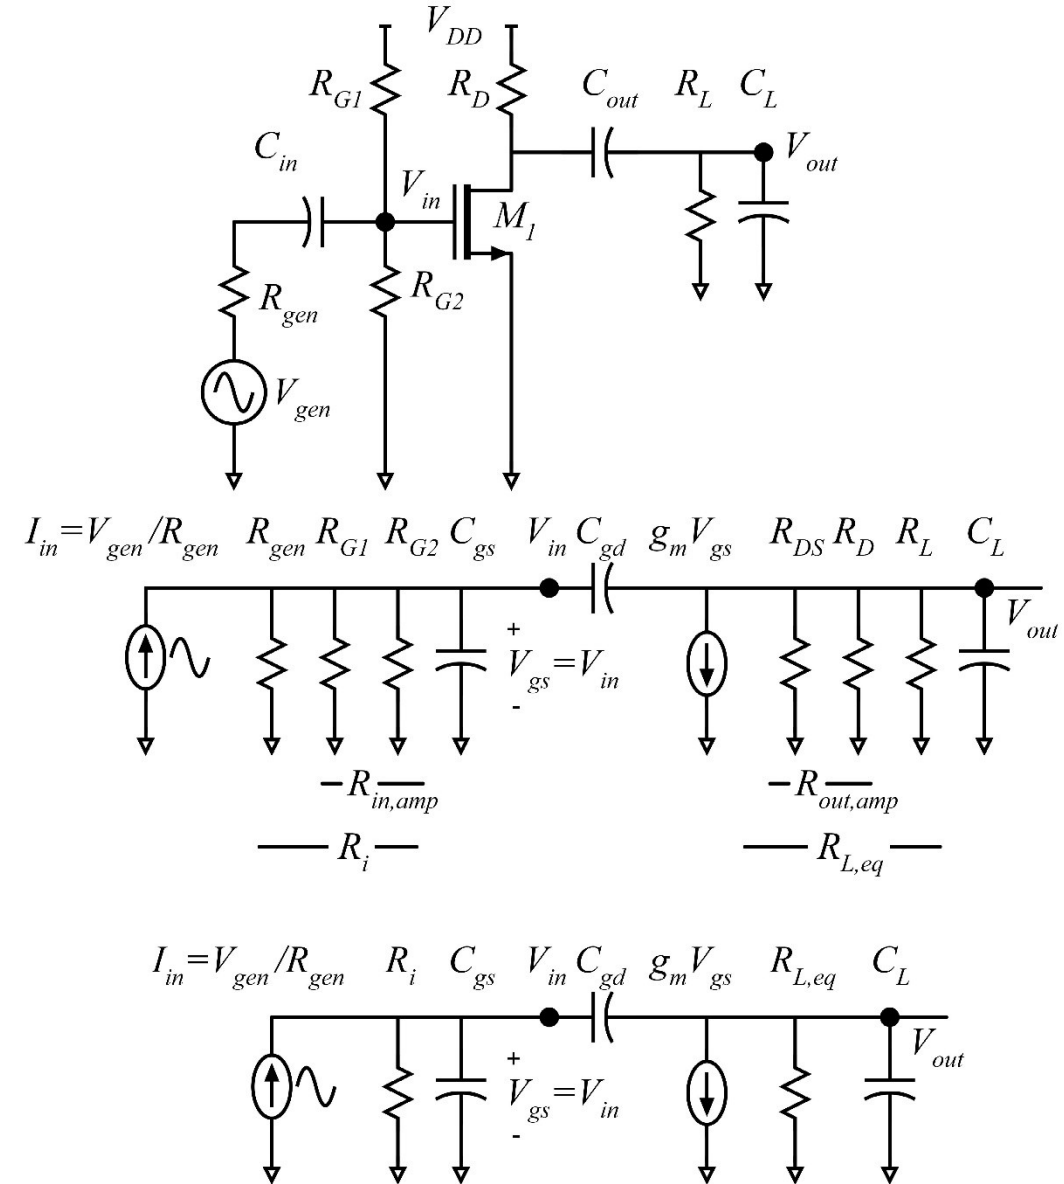 V_DD
R_G1 R_D C_out R_L C_L
C_in V_out
V_in M_1
R_gen R_G2
V_gen
I_in=V_gen/R_gen R_gen R_G1 R_G2 C_gs V_in C_gd g_mV_gs R_DS R_D R_L C_L
V_out
+
V_gs=V_in
-
R_in,amp R_out,amp
R_i R_L,eq
I_in=V_gen/R_gen R_i C_gs V_in C_gd g_mV_gs R_L,eq C_L
V_out
+
V_gs=V_in
-